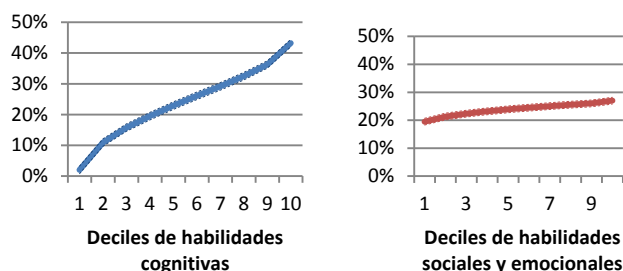 50%
40%
30%
20%
10%
0%
1 2 3 4 5 6 7 8 9 10
Deciles de habilidades
cognitivas
50%
40%
30%
20%
10%
0%
1 3 5 7 9
Deciles de habilidades
sociales y emocionales